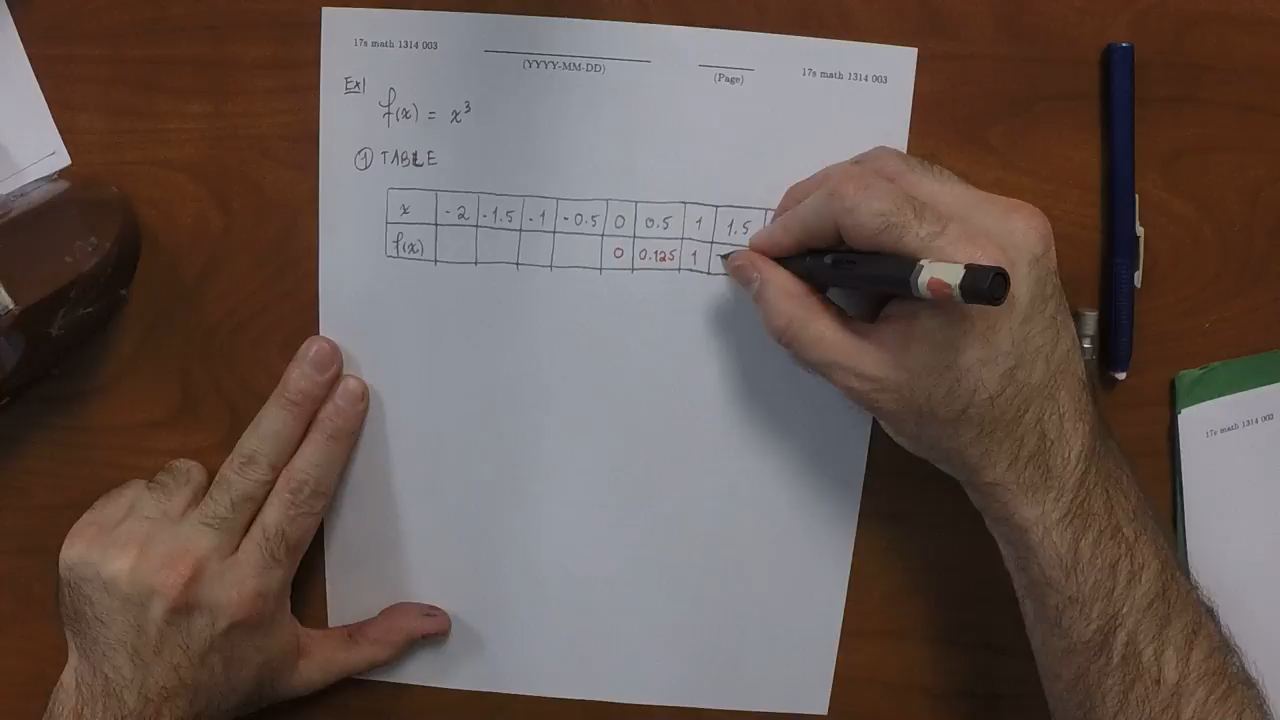 17s math 1314 003
(YYYY-MM-DD)
(Page)
17s math 1314 003
Ex1
f(x) = x³
① TABLE
x -2 -1.5 -1 -0.5 0 0.5 1 1.5
f(x) 0 0.125 1
17s math 1314 003